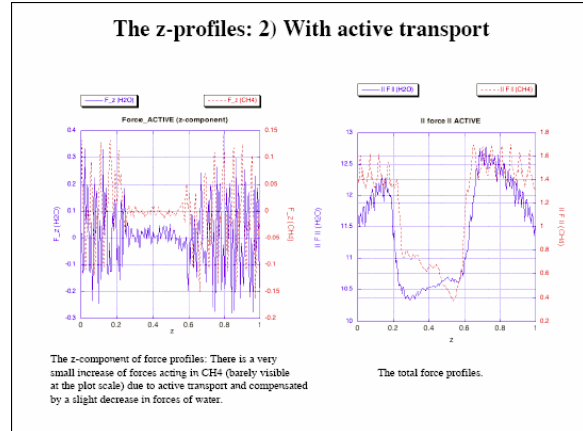 The z-profiles: 2) With active transport
F_z (H2O) F_z (CH4)
Force_ACTIVE (z-component)
0.4 0.15
0.3 0.1
0.2 0.05
0.1 0
0 -0.05
-0.1 -0.1
-0.2 -0.15
-0.3 -0.2
F_z (H2O)
F_z (CH4)
0 0.2 0.4 0.6 0.8 1
z
II F II (H2O) II F II (CH4)
II force II ACTIVE
13 1.8
12.5 1.6
12 1.4
11.5 1.2
11 1
10.5 0.8
10 0.6
0.4
0.2
II F II (H2O)
II F II (CH4)
0 0.2 0.4 0.6 0.8 1
z
The z-component of force profiles: There is a very
small increase of forces acting in CH4 (barely visible
at the plot scale) due to active transport and compensated
by a slight decrease in forces of water.
The total force profiles.